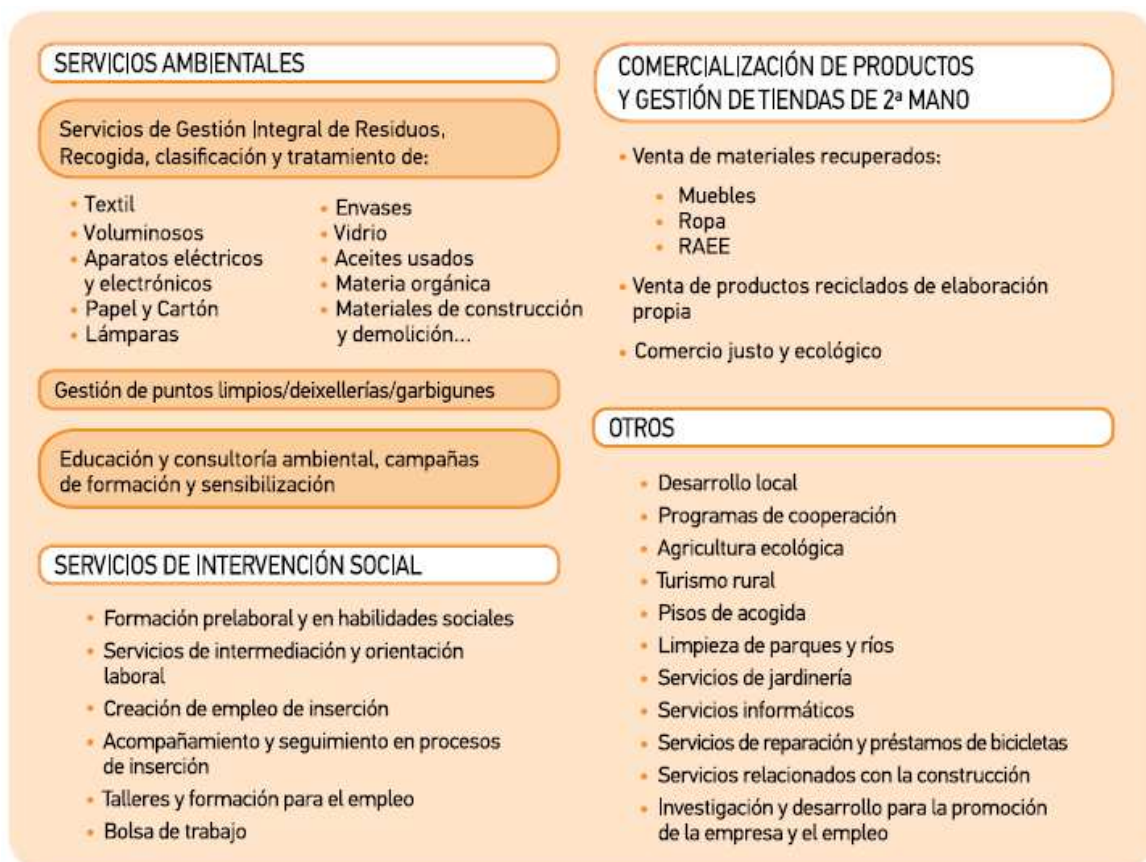 SERVICIOS AMBIENTALES
Servicios de Gestión Integral de Residuos,
Recogida, clasificación y tratamiento de:
• Textil
• Voluminosos
• Aparatos eléctricos
y electrónicos
• Papel y Cartón
• Lámparas
• Envases
• Vidrio
• Aceites usados
• Materia orgánica
• Materiales de construcción
y demolición...
Gestión de puntos limpios/deixellerías/garbigunes
Educación y consultoría ambiental, campañas
de formación y sensibilización
SERVICIOS DE INTERVENCIÓN SOCIAL
• Formación prelaboral y en habilidades sociales
• Servicios de intermediación y orientación
laboral
• Creación de empleo de inserción
• Acompañamiento y seguimiento en procesos
de inserción
• Talleres y formación para el empleo
• Bolsa de trabajo
COMERCIALIZACIÓN DE PRODUCTOS
Y GESTIÓN DE TIENDAS DE 2ª MANO
• Venta de materiales recuperados:
• Muebles
• Ropa
• RAEE
• Venta de productos reciclados de elaboración
propia
• Comercio justo y ecológico
OTROS
• Desarrollo local
• Programas de cooperación
• Agricultura ecológica
• Turismo rural
• Pisos de acogida
• Limpieza de parques y ríos
• Servicios de jardinería
• Servicios informáticos
• Servicios de reparación y préstamos de bicicletas
• Servicios relacionados con la construcción
• Investigación y desarrollo para la promoción
de la empresa y el empleo